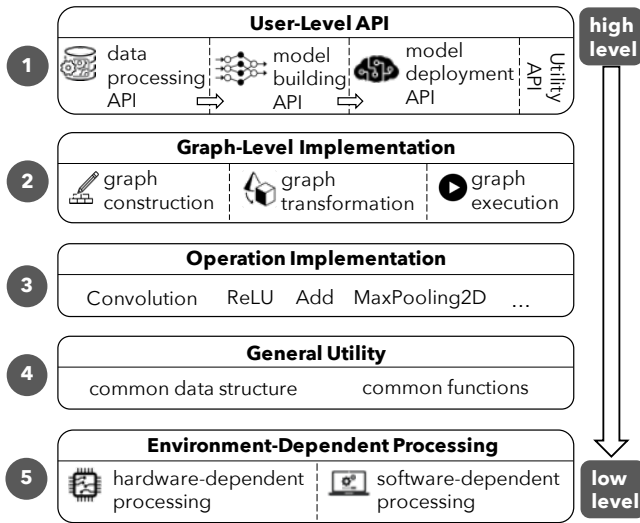 User-Level API
high
level
1
data
processing
API
model
building
API
model
deployment
API
Utility
API
Graph-Level Implementation
2
graph
construction
graph
transformation
graph
execution
Operation Implementation
3
Convolution ReLU Add MaxPooling2D ...
General Utility
4
common data structure common functions
Environment-Dependent Processing
5
hardware-dependent
processing
software-dependent
processing
low
level